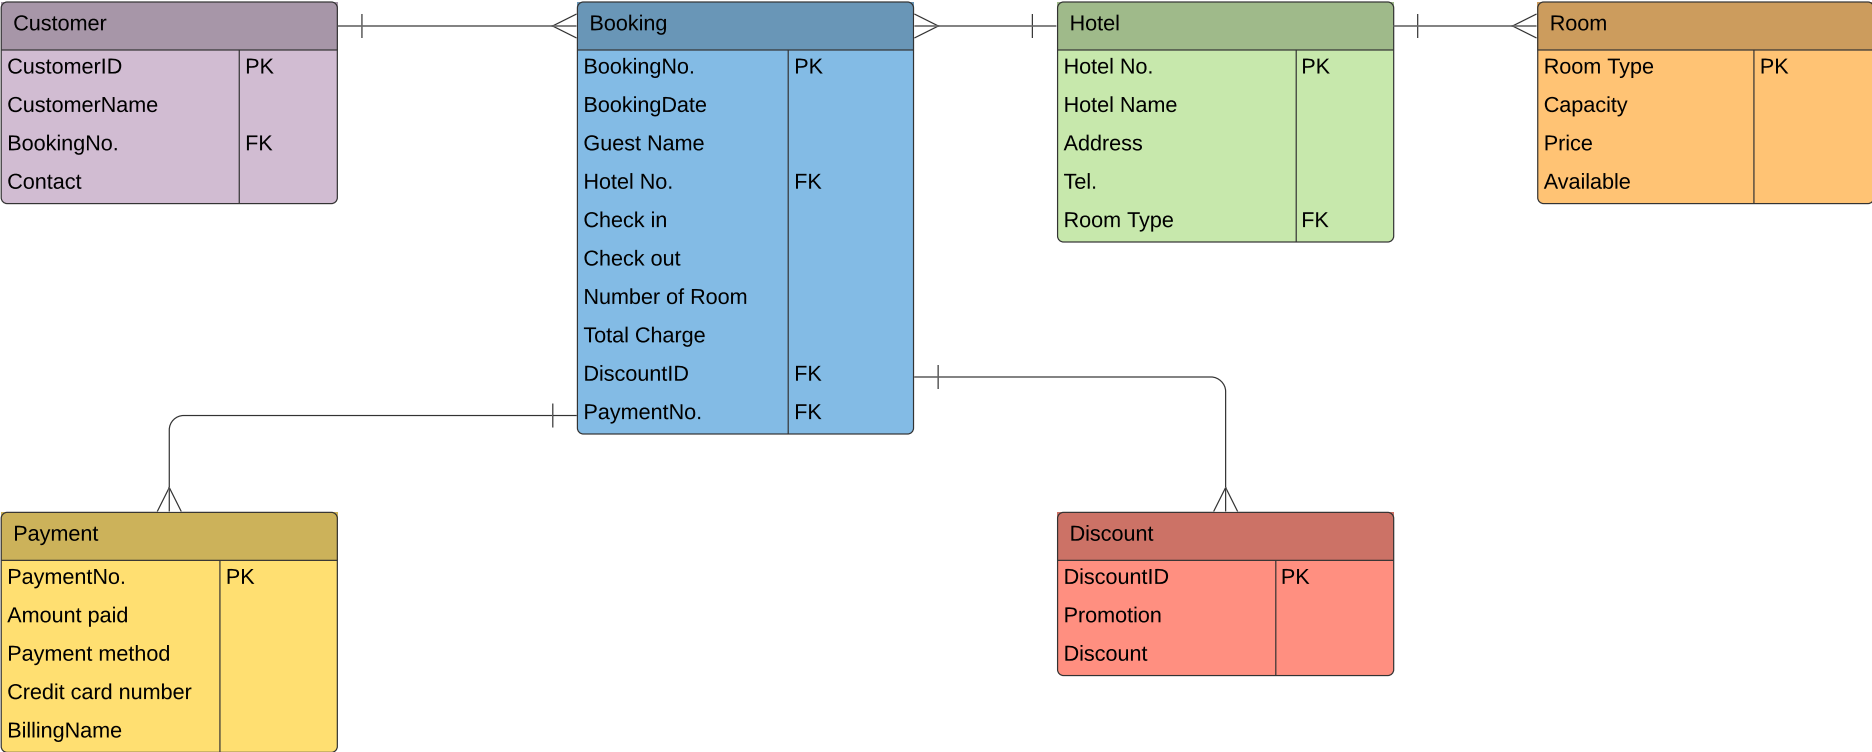 Customer
CustomerID PK
CustomerName
BookingNo. FK
Contact
Booking
BookingNo. PK
BookingDate
Guest Name
Hotel No. FK
Check in
Check out
Number of Room
Total Charge
DiscountID FK
PaymentNo. FK
Hotel
Hotel No. PK
Hotel Name
Address
Tel.
Room Type FK
Room
Room Type PK
Capacity
Price
Available
Payment
PaymentNo. PK
Amount paid
Payment method
Credit card number
BillingName
Discount
DiscountID PK
Promotion
Discount